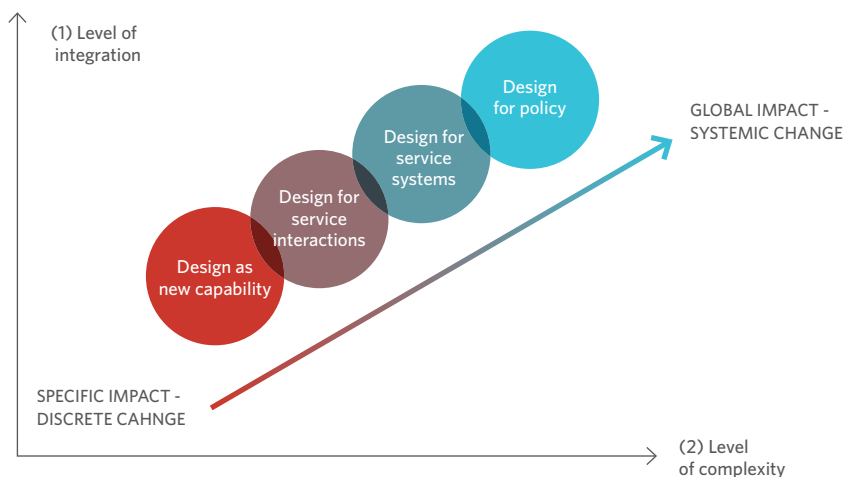 (1) Level of
integration
Design
for policy
GLOBAL IMPACT -
SYSTEMIC CHANGE
Design for
service
systems
Design for
service
interactions
Design as
new capability
SPECIFIC IMPACT -
DISCRETE CAHNGE
(2) Level
of complexity